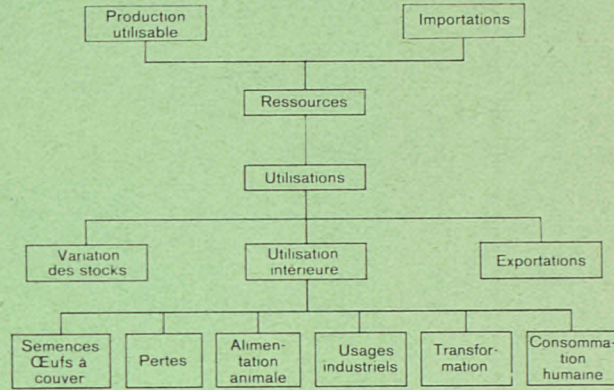 Production
utilisable
Importations
Ressources
Utilisations
Variation
des stocks
Utilisation
intérieure
Exportations
Semences
Œufs à
couver
Pertes
Alimen-
tation
animale
Usages
industriels
Transfor-
mation
Consomma-
tion
humaine